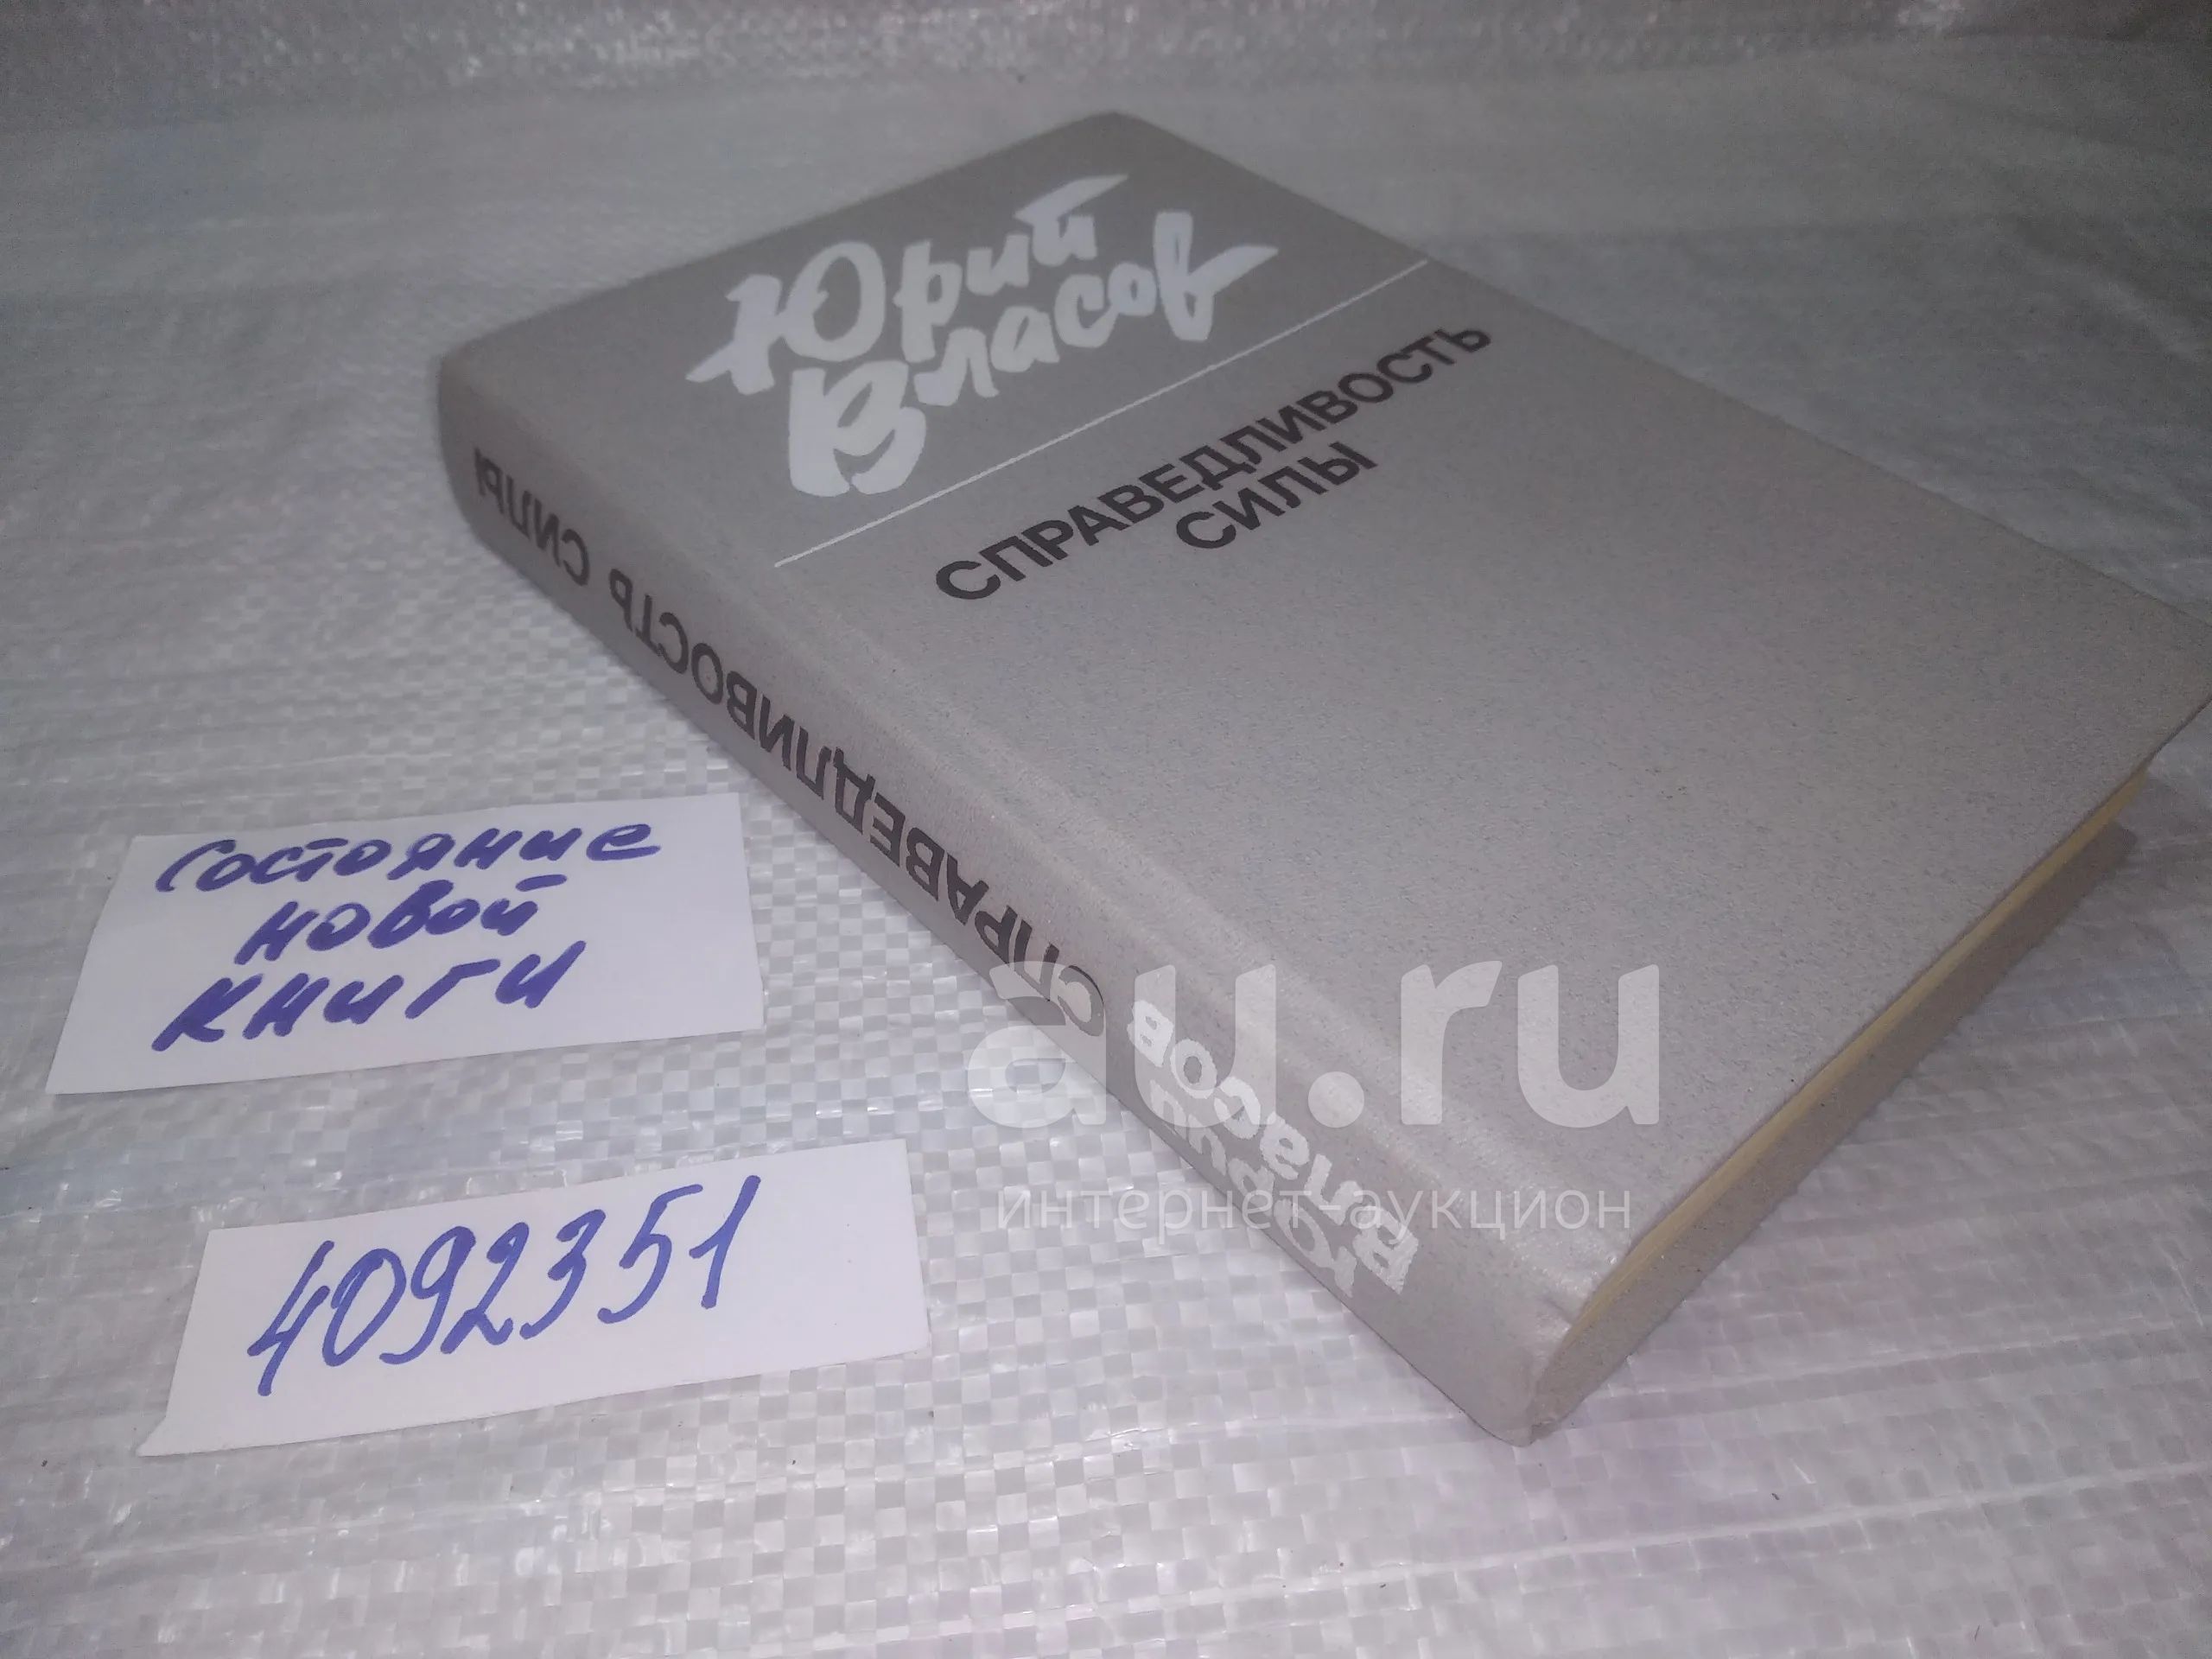 Юрий
Власов
СПРАВЕДЛИВОСТЬ
СИЛЫ
СПРАВЕДЛИВОСТЬ СИЛЫ
Юрий
Власов
Состояние
новой
книги
4092351
au.ru
интернет-аукцион